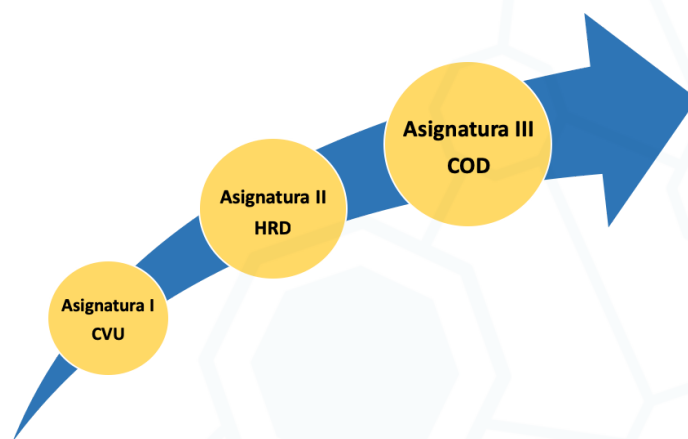 Asignatura III
COD
Asignatura II
HRD
Asignatura I
CVU